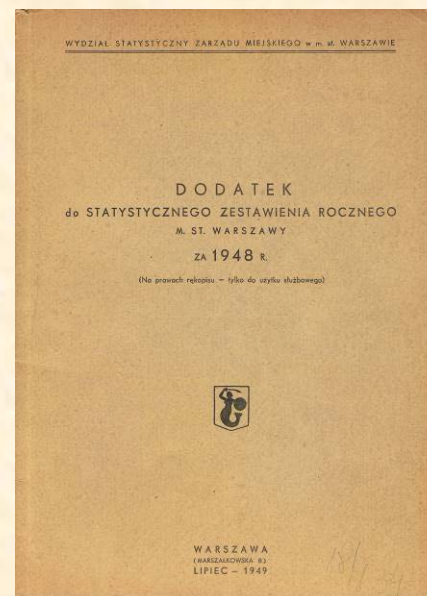 WYDZIAŁ STATYSTYCZNY ZARZĄDU MIEJSKIEGO w m. st. WARSZAWIE
DODATEK
do STATYSTYCZNEGO ZESTAWIENIA ROCZNEGO
M. ST. WARSZAWY
ZA 1948 R.
(Na prawach rękopisu — tylko do użytku służbowego)
WARSZAWA
(MARSZAŁKOWSKA 8)
LIPIEC — 1949